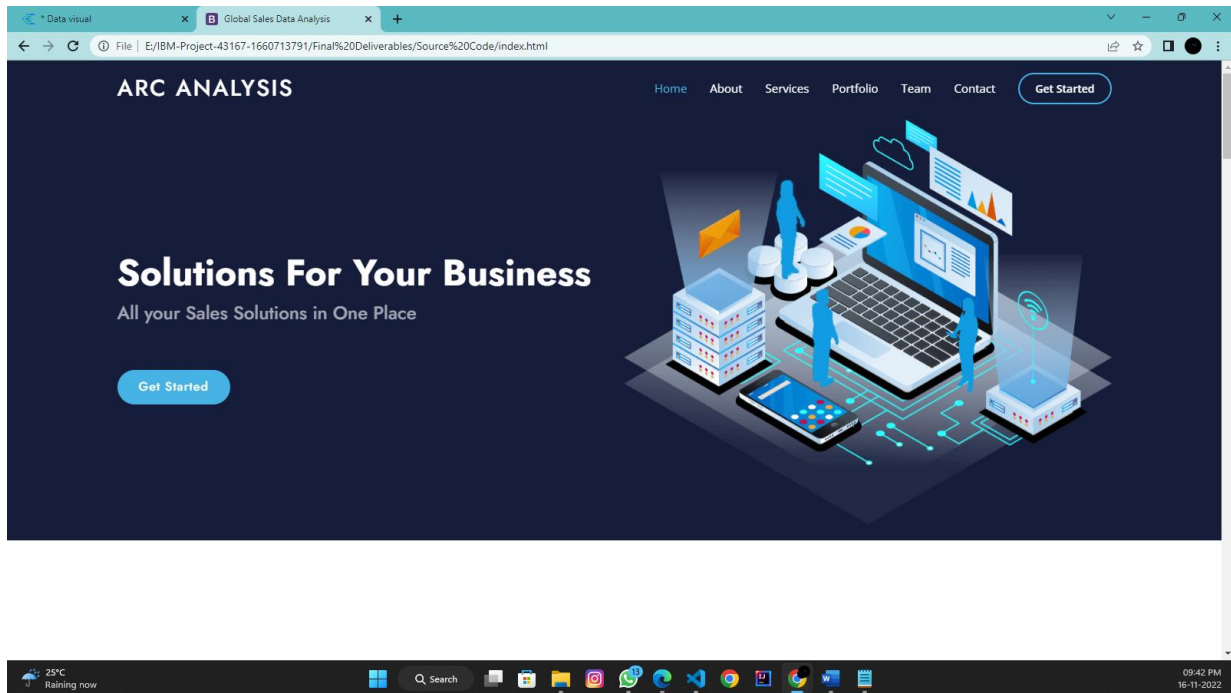 * Data visual
Global Sales Data Analysis
File | E:/IBM-Project-43167-1660713791/Final%20Deliverables/Source%20Code/index.html
ARC ANALYSIS
Home About Services Portfolio Team Contact Get Started
Solutions For Your Business
All your Sales Solutions in One Place
Get Started
25°C
Raining now
Search
13
09:42 PM
16-11-2022